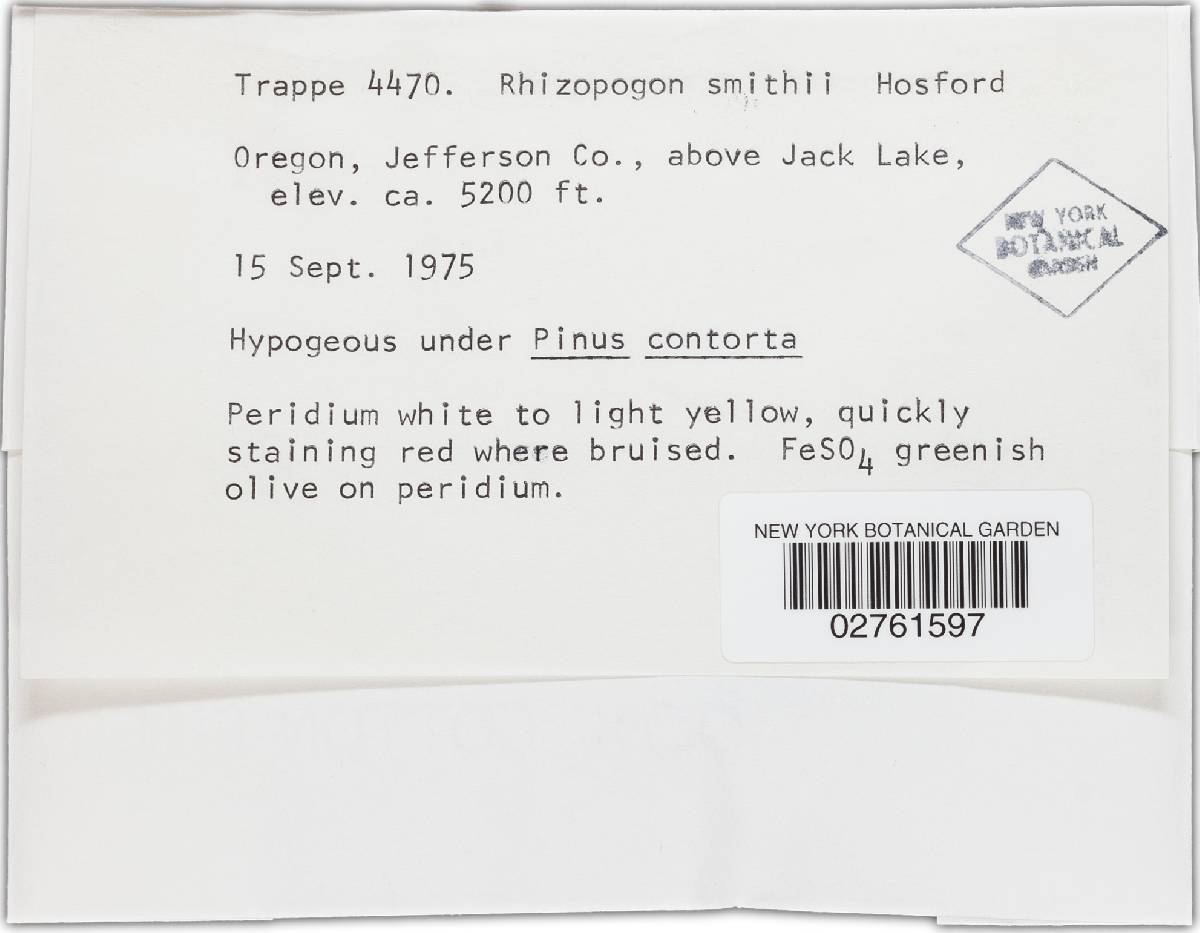 Trappe 4470. Rhizopogon smithii Hosford
Oregon, Jefferson Co., above Jack Lake,
elev. ca. 5200 ft.
15 Sept. 1975
Hypogeous under Pinus contorta
Peridium white to light yellow, quickly
staining red where bruised. FeSO₄ greenish
olive on peridium.
NEW YORK
BOTANICAL
GARDEN
NEW YORK BOTANICAL GARDEN
02761597